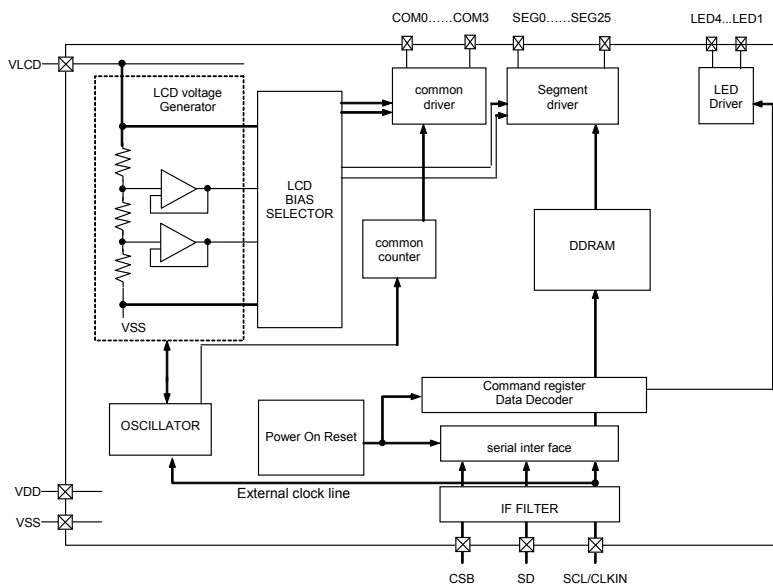 COM0......COM3
SEG0......SEG25
LED4...LED1
VLCD
LCD voltage
Generator
common
driver
Segment
driver
LED
Driver
LCD
BIAS
SELECTOR
common
counter
DDRAM
VSS
Command register
Data Decoder
OSCILLATOR
Power On Reset
serial inter face
VDD
External clock line
IF FILTER
VSS
CSB
SD
SCL/CLKIN